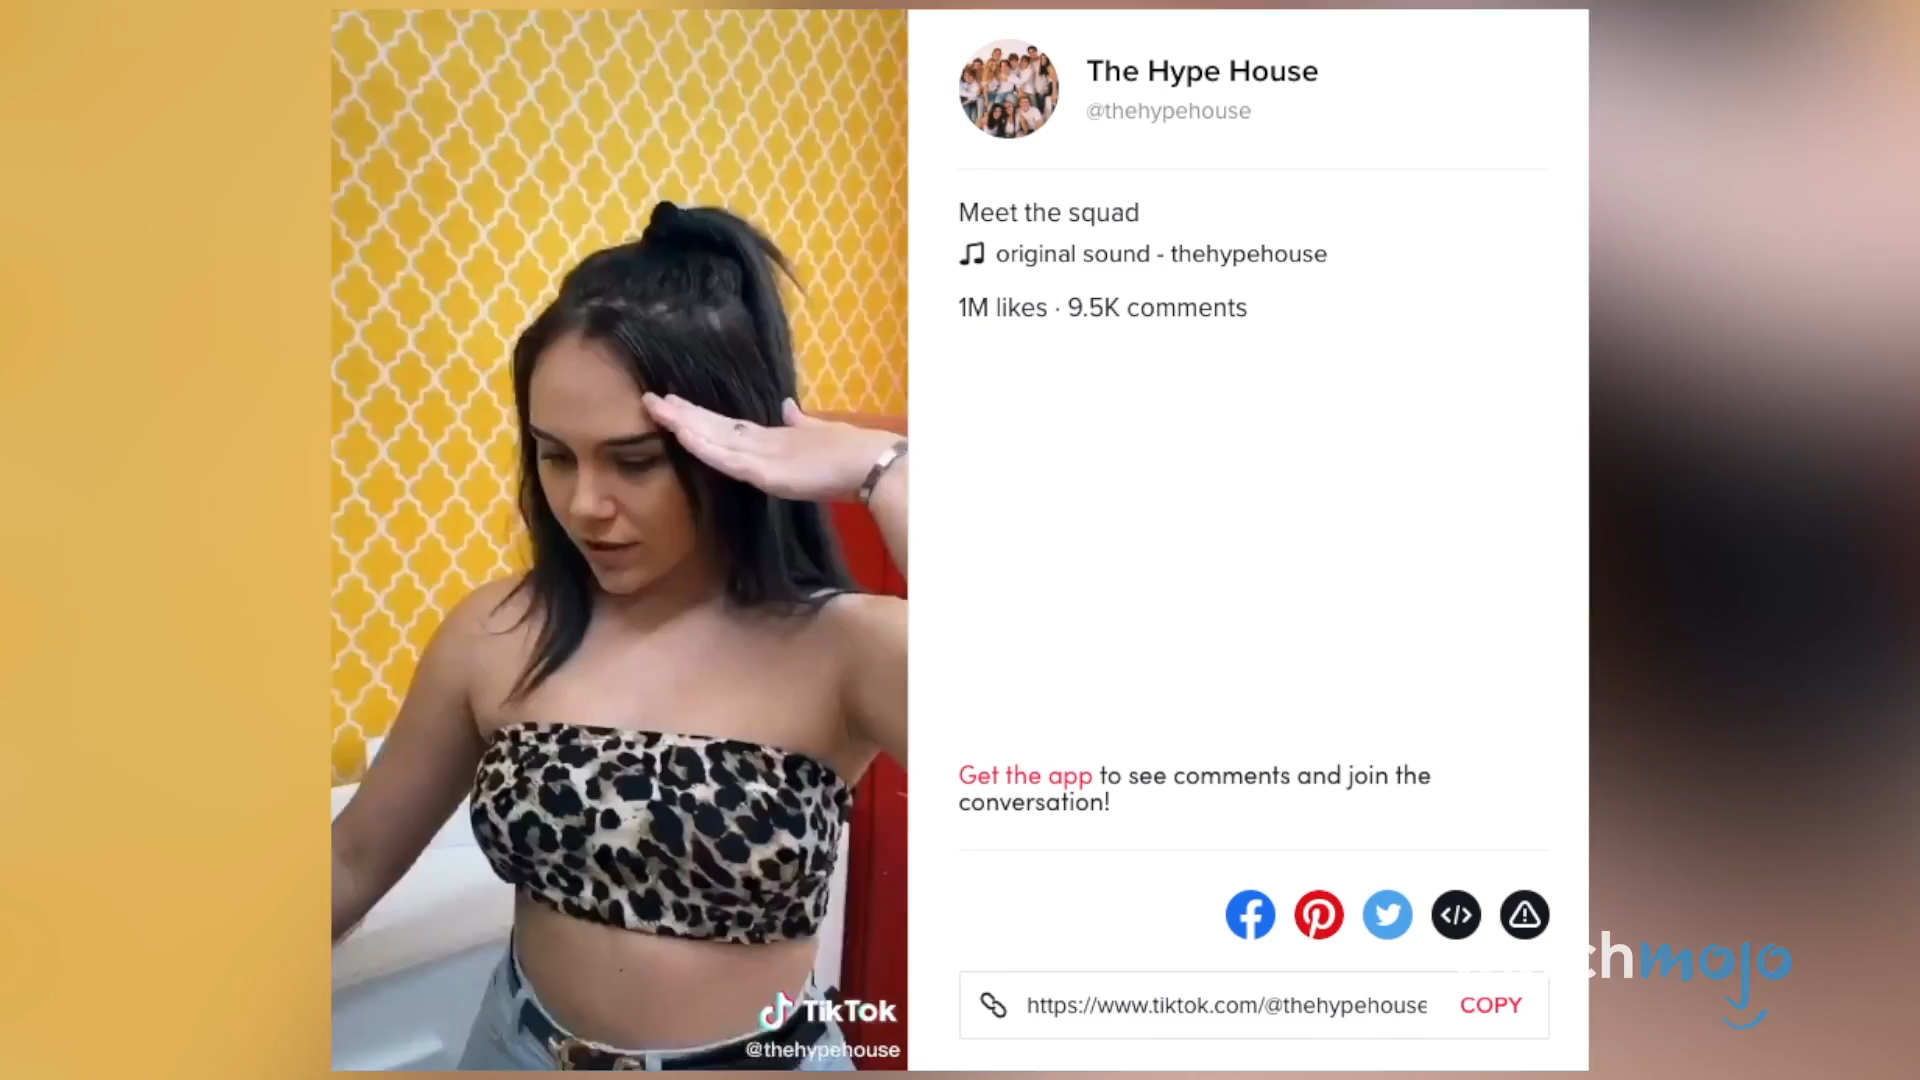 The Hype House
@thehypehouse
Meet the squad
original sound - thehypehouse
1M likes · 9.5K comments
Get the app to see comments and join the
conversation!
https://www.tiktok.com/@thehypehouse
COPY
TikTok
@thehypehouse
chmojo